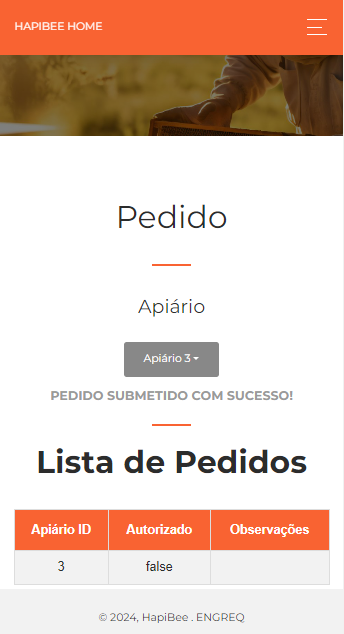 HAPIBEE HOME
Pedido
Apiário
Apiário 3
PEDIDO SUBMETIDO COM SUCESSO!
Lista de Pedidos
Apiário ID Autorizado Observações
3 false
© 2024, HapiBee . ENGREQ